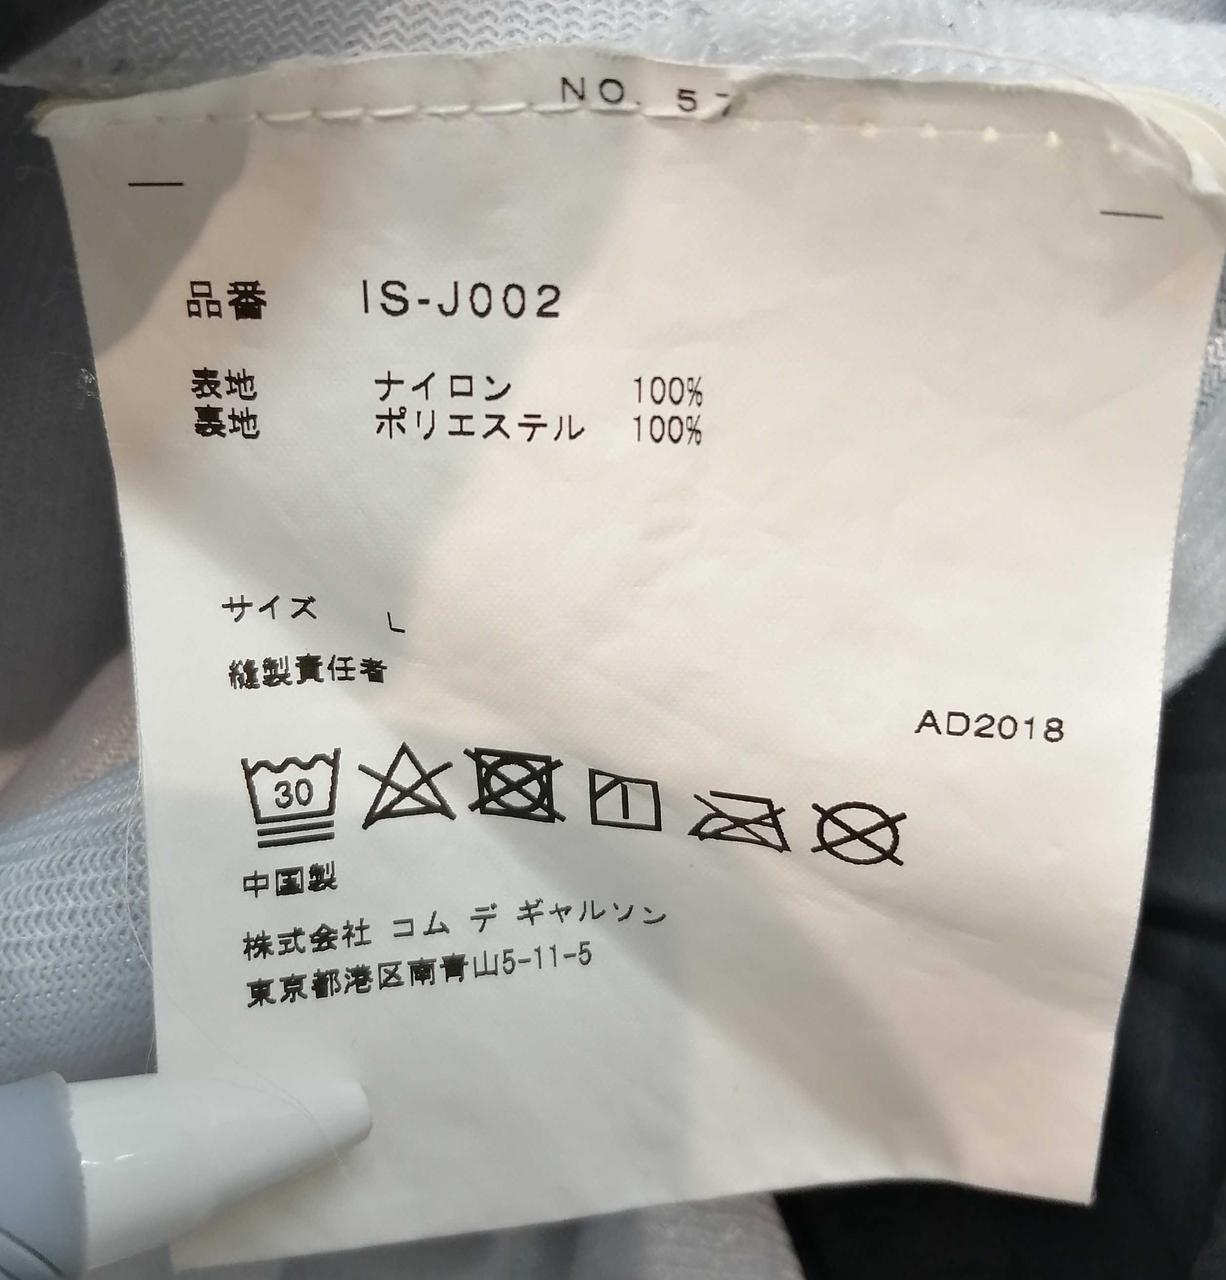 NO. 5
品番 IS-J002
表地 ナイロン 100%
裏地 ポリエステル 100%
サイズ L
縫製責任者
AD2018
30
中国製
株式会社 コム デ ギャルソン
東京都港区南青山5-11-5